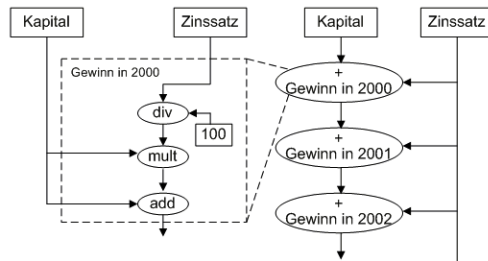 Kapital
Zinssatz
Kapital
Zinssatz
Gewinn in 2000
div
100
mult
add
+
Gewinn in 2000
+
Gewinn in 2001
+
Gewinn in 2002